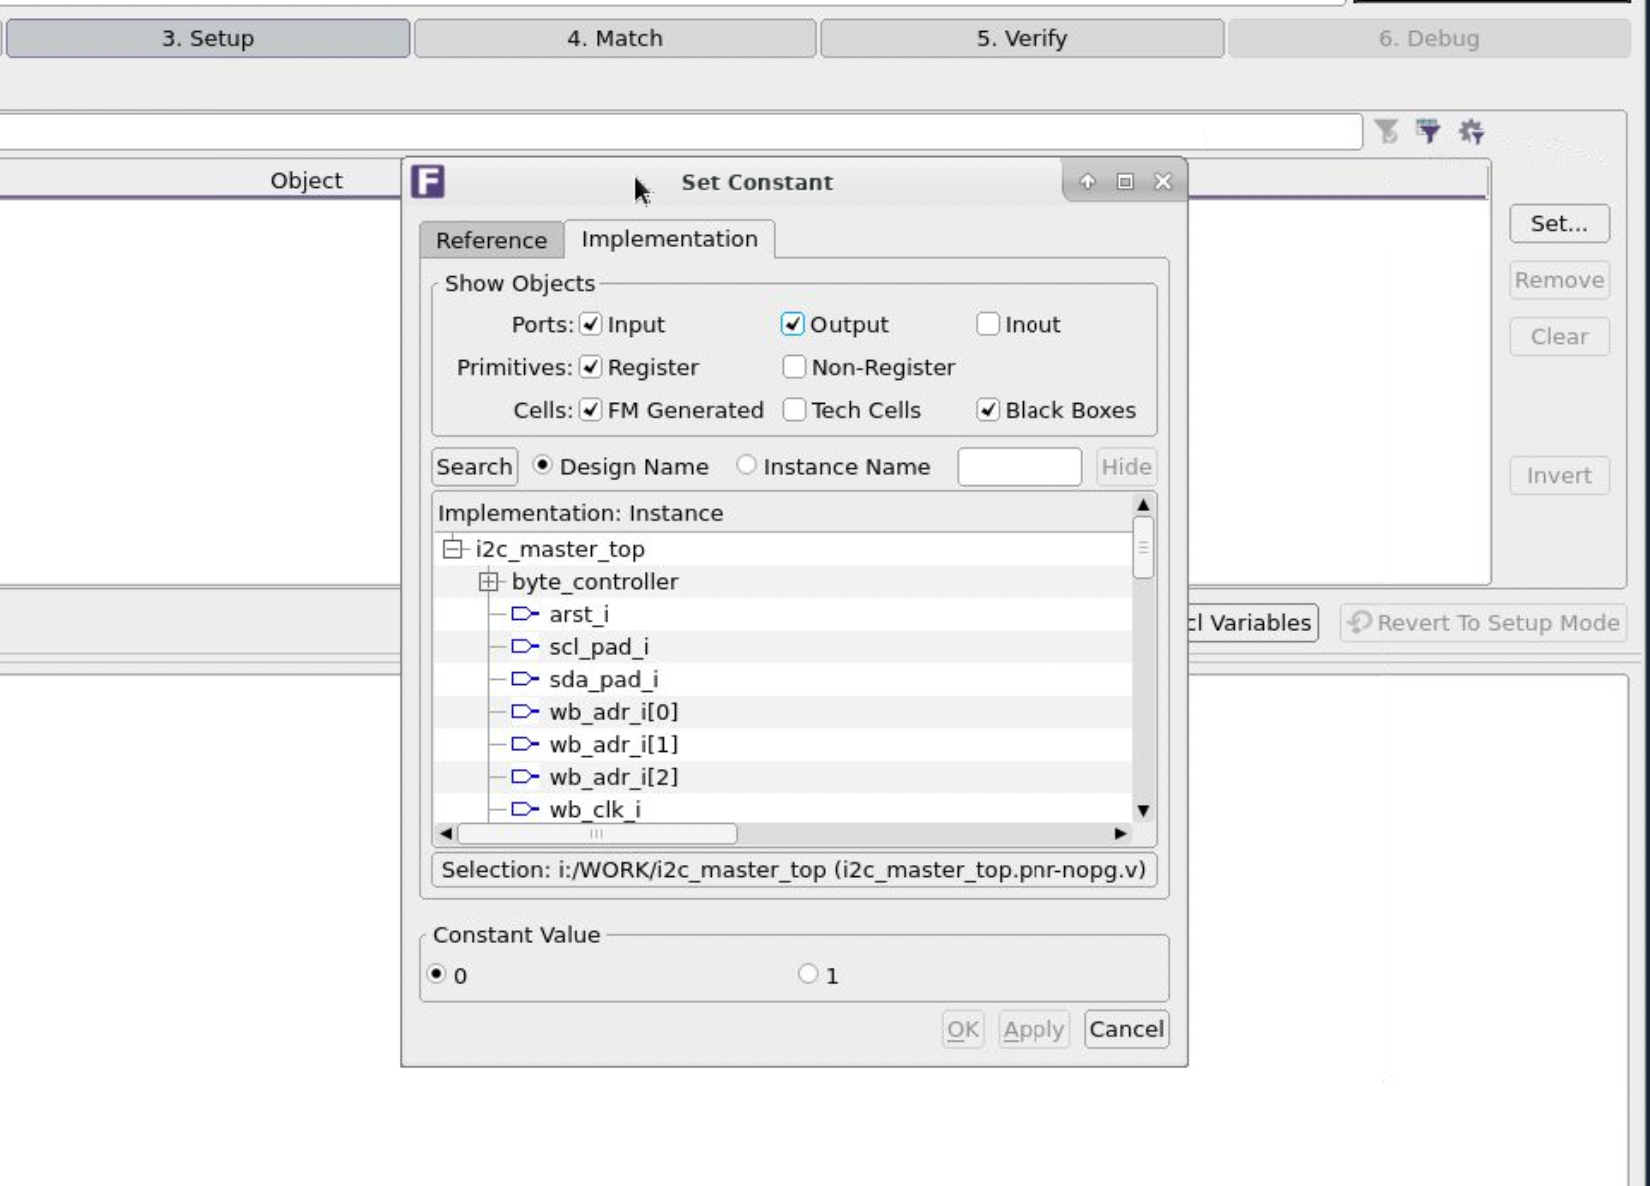 3. Setup 4. Match 5. Verify 6. Debug
Object
F Set Constant
Set...
Reference Implementation
Show Objects
Remove
Ports: Input Output Inout
Clear
Primitives: Register Non-Register
Cells: FM Generated Tech Cells Black Boxes
Search Design Name Instance Name Hide
Invert
Implementation: Instance
i2c_master_top
byte_controller
arst_i
cl Variables Revert To Setup Mode
scl_pad_i
sda_pad_i
wb_adr_i[0]
wb_adr_i[1]
wb_adr_i[2]
wb_clk_i
Selection: i:/WORK/i2c_master_top (i2c_master_top.pnr-nopg.v)
Constant Value
0 1
OK Apply Cancel